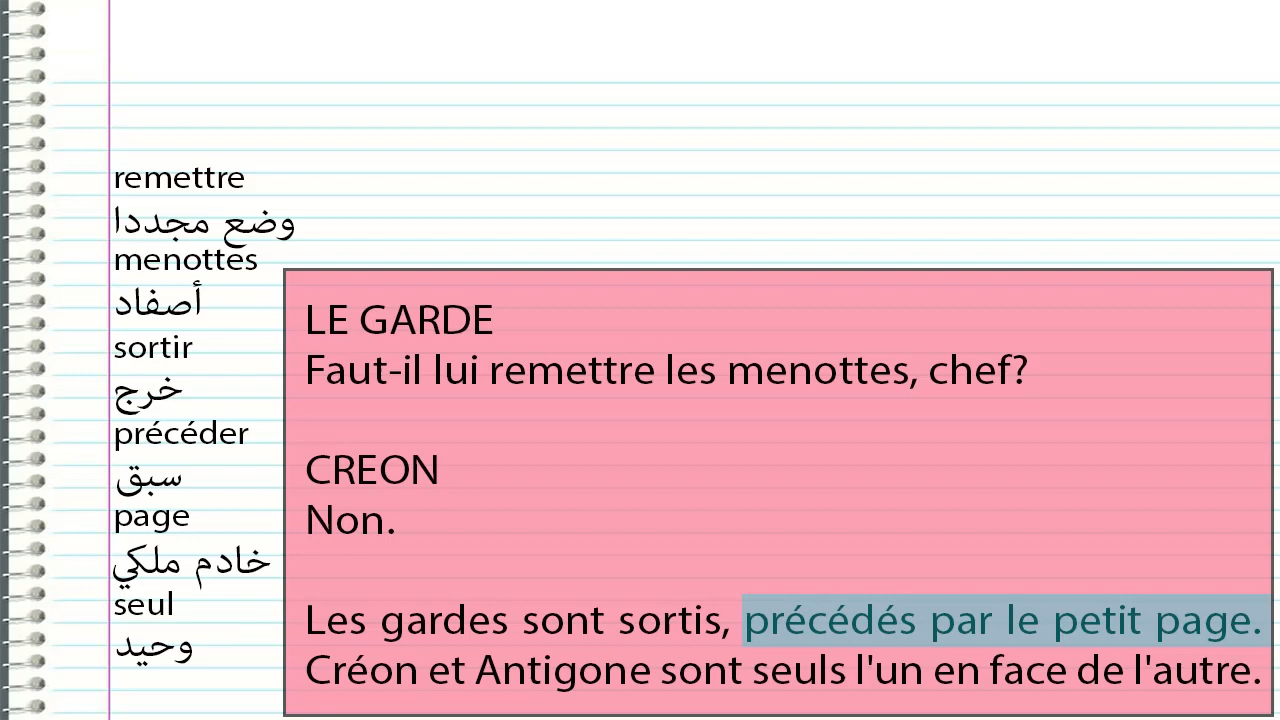 remettre
وضع مجددا
menottes
أصفاد
sortir
خرج
précéder
سبق
page
خادم ملكي
seul
وحيد
LE GARDE
Faut-il lui remettre les menottes, chef?
CREON
Non.
Les gardes sont sortis, précédés par le petit page.
Créon et Antigone sont seuls l'un en face de l'autre.